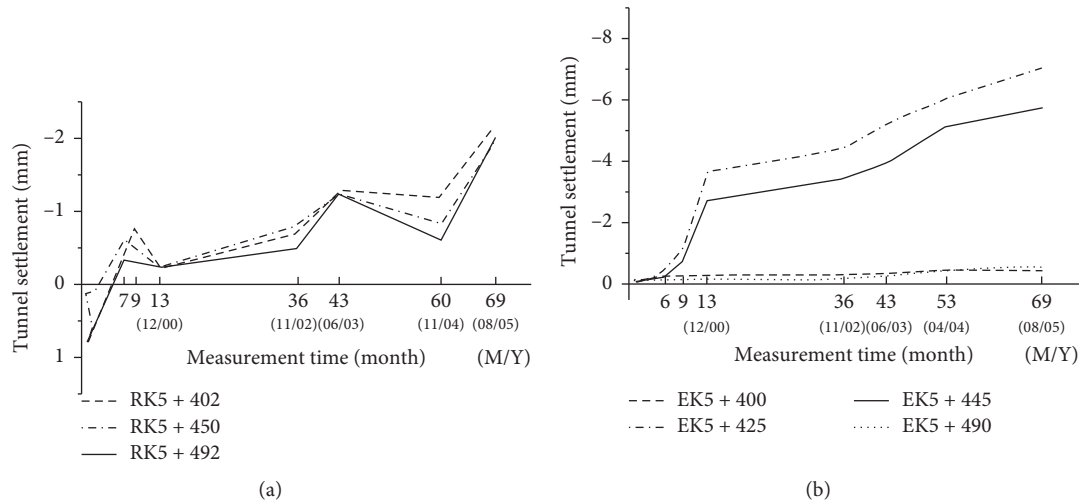 Tunnel settlement (mm)
−2
−1
0
1
7 9 13 36 43 60 69
(12/00) (11/02)(06/03) (11/04) (08/05)
Measurement time (month) (M/Y)
RK5 + 402
RK5 + 450
RK5 + 492
(a)
Tunnel settlement (mm)
−8
−6
−4
−2
0
6 9 13 36 43 53 69
(12/00) (11/02)(06/03) (04/04) (08/05)
Measurement time (month) (M/Y)
EK5 + 400 EK5 + 445
EK5 + 425 EK5 + 490
(b)